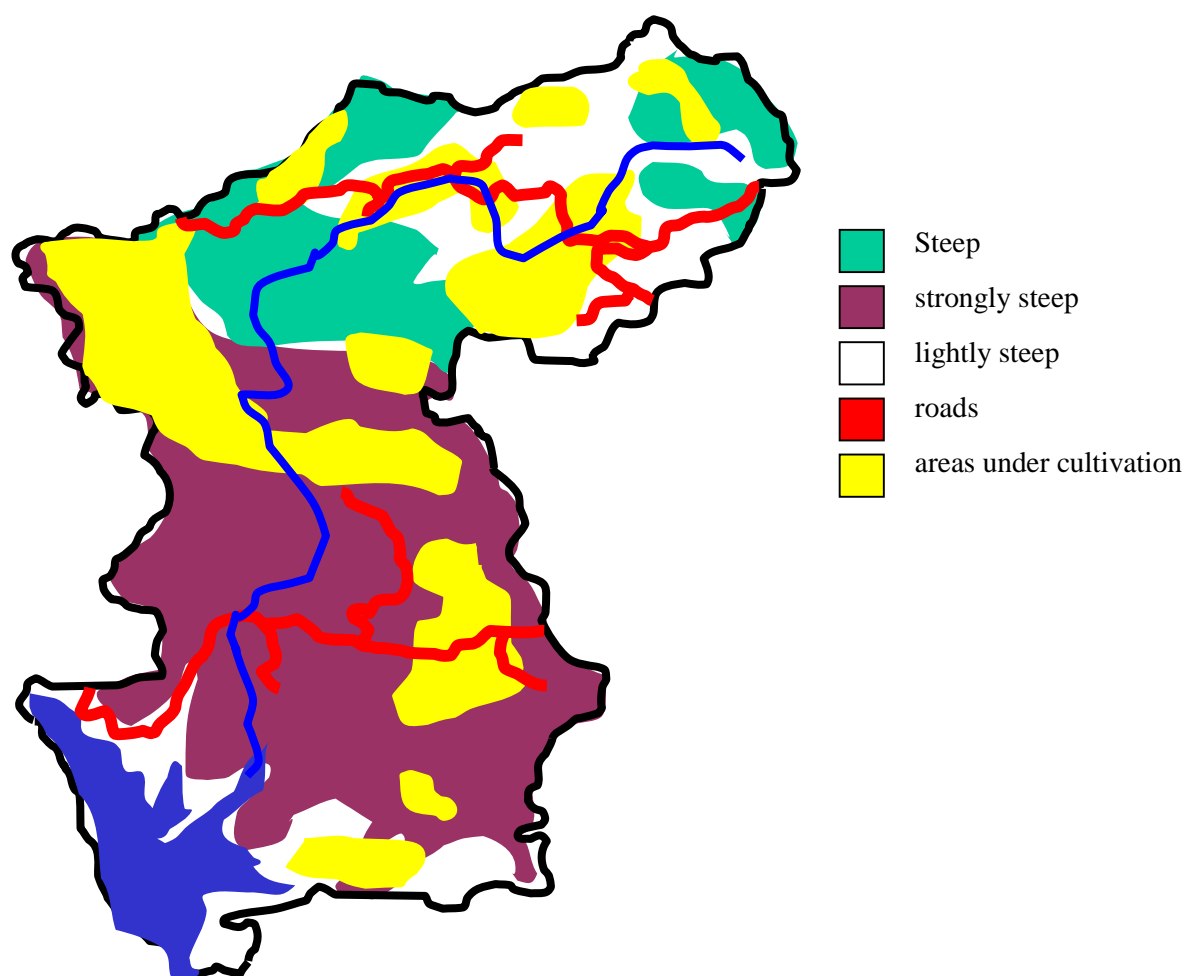 Steep
strongly steep
lightly steep
roads
areas under cultivation